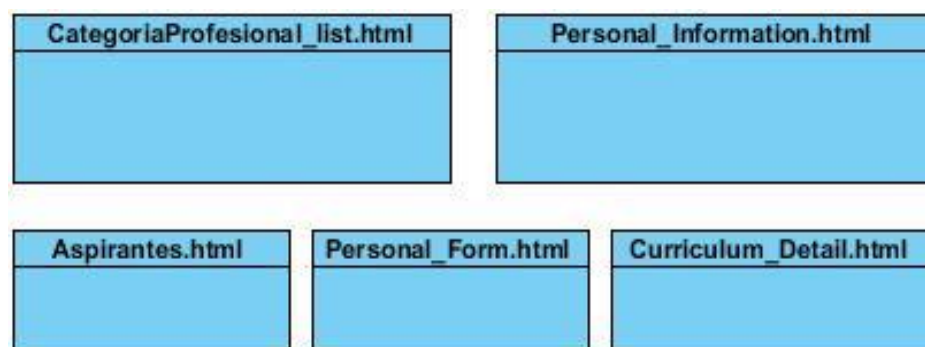 CategoriaProfesional_list.html
Personal_Information.html
Aspirantes.html
Personal_Form.html
Curriculum_Detail.html